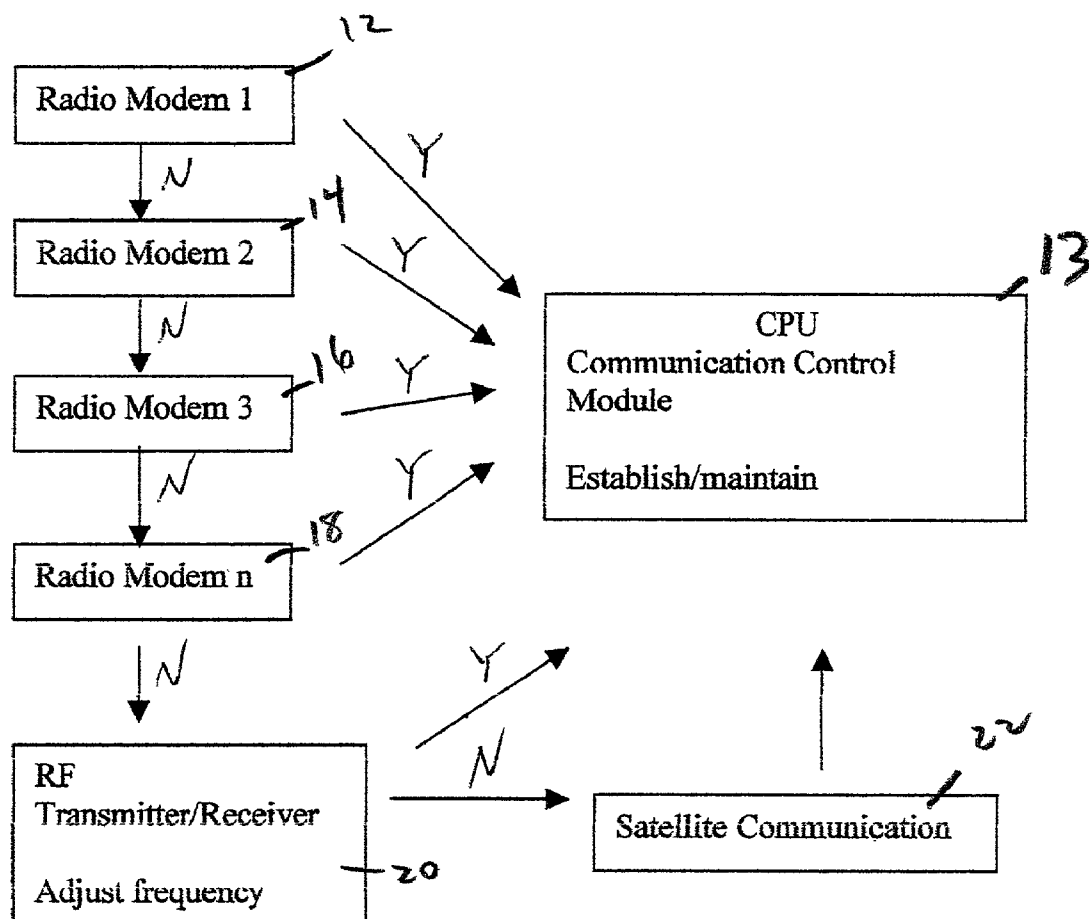 12
Radio Modem 1
Y
N
14
Radio Modem 2
Y
13
N
CPU
Communication Control
Module
Establish/maintain
16
Radio Modem 3
Y
N
Y
18
Radio Modem n
N
Y
N
RF
Transmitter/Receiver
Adjust frequency
20
22
Satellite Communication